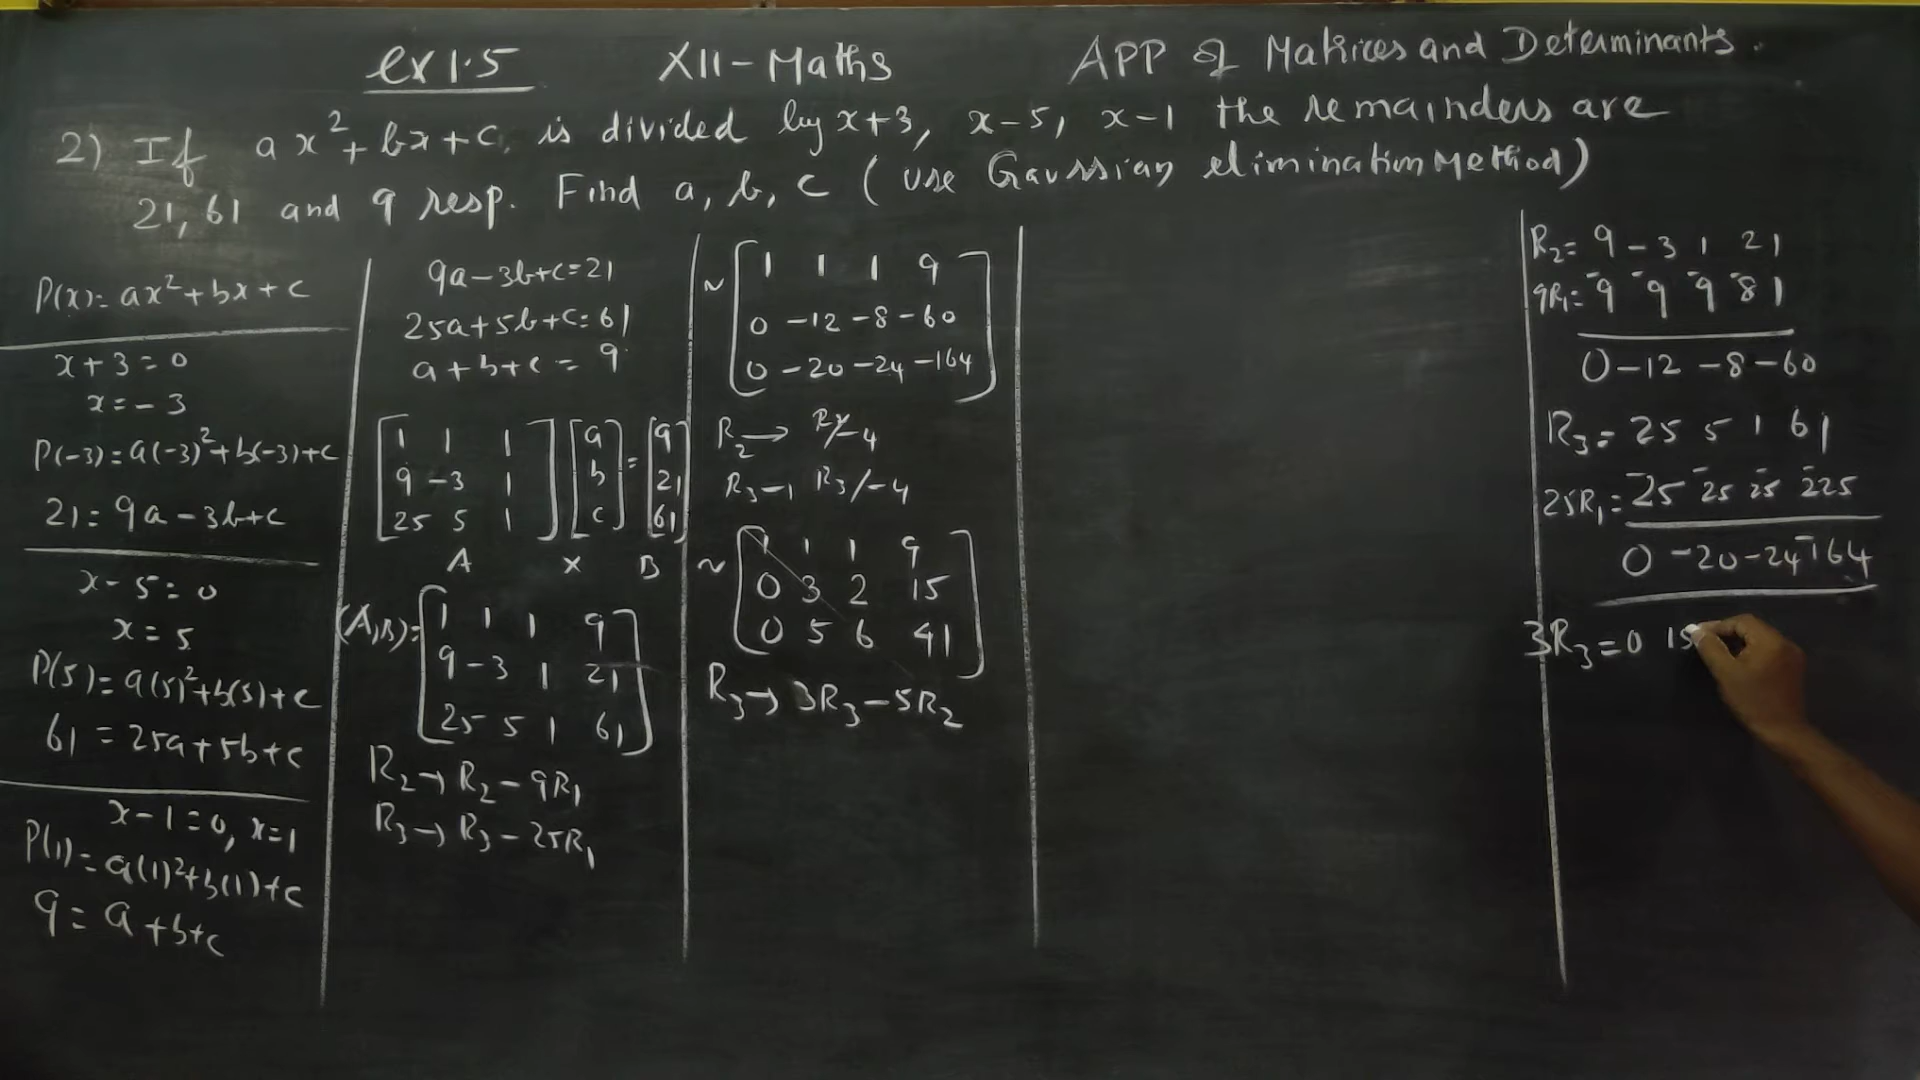 ex 1.5 XII-Maths APP of Matrices and Determinants.
2) If ax²+bx+c, is divided by x+3, x-5, x-1 the remainders are
21, 61 and 9 resp. Find a, b, c (use Gaussian elimination Method)
P(x)= ax²+bx+c
x+3=0
x=-3
P(-3)=a(-3)²+b(-3)+c
21=9a-3b+c
x-5=0
x=5
P(5)=a(5)²+b(5)+c
61=25a+5b+c
x-1=0, x=1
P(1)=a(1)²+b(1)+c
9=a+b+c
9a-3b+c=21
25a+5b+c=61
a+b+c=9
[1 1 1] [a] = [9]
[9 -3 1] [b] [21]
[25 5 1] [c] [61]
A X B
(A,B)= [1 1 1 9]
[9 -3 1 21]
[25 5 1 61]
R₂→R₂-9R₁
R₃→R₃-25R₁
~ [1 1 1 9]
[0 -12 -8 -60]
[0 -20 -24 -164]
R₂→ R₂/-4
R₃→ R₃/-4
~ [1 1 1 9]
[0 3 2 15]
[0 5 6 41]
R₃→3R₃-5R₂
R₂= 9 -3 1 21
9R₁= 9 9 9 81
0 -12 -8 -60
R₃= 25 5 1 61
25R₁= 25 25 25 225
0 -20 -24 -164
3R₃=0 15